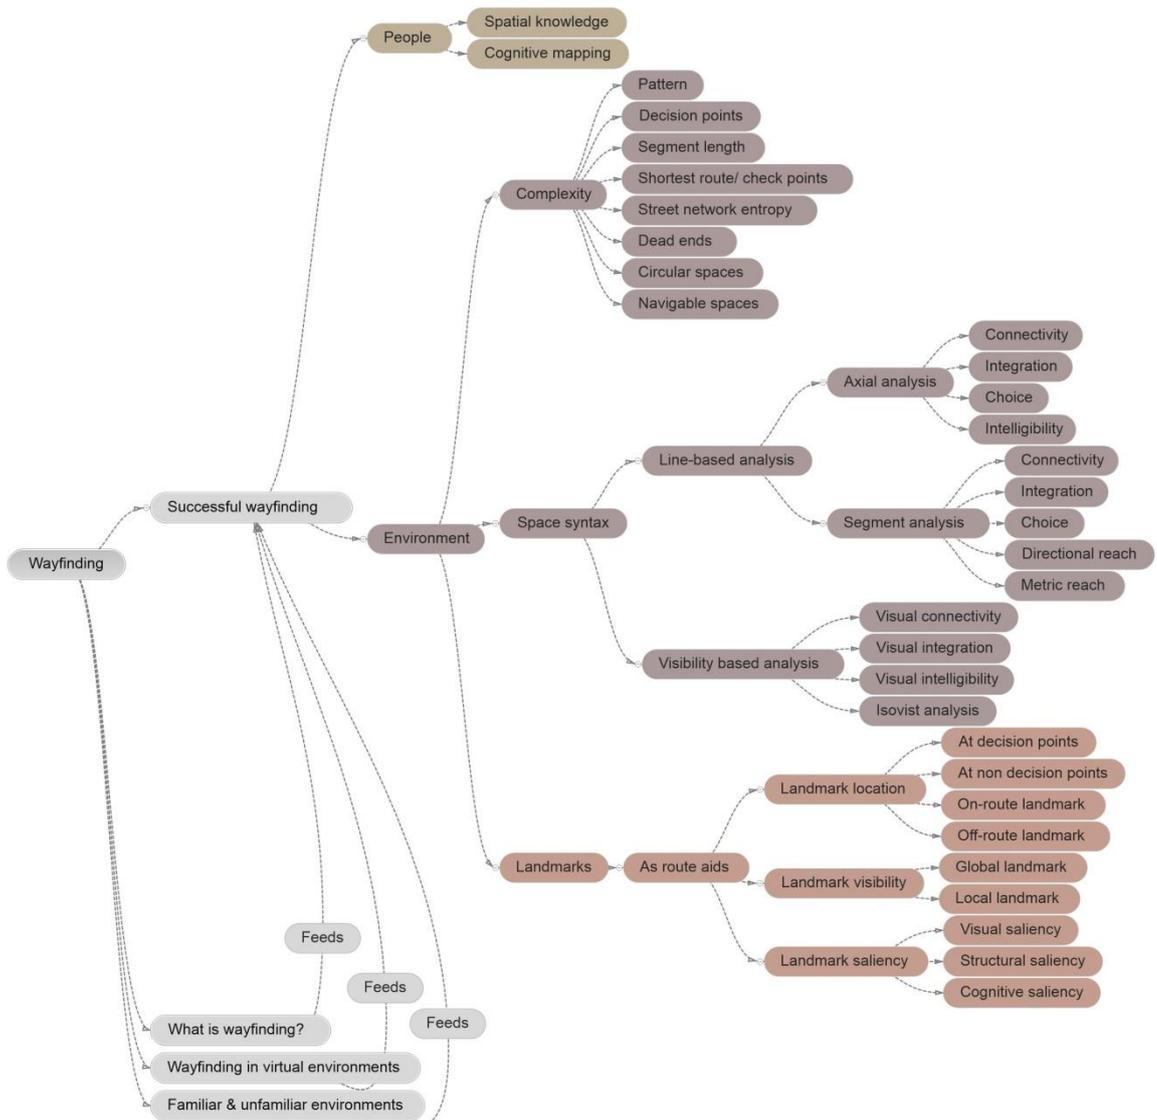 Wayfinding
Successful wayfinding
People
Spatial knowledge
Cognitive mapping
Environment
Complexity
Pattern
Decision points
Segment length
Shortest route/ check points
Street network entropy
Dead ends
Circular spaces
Navigable spaces
Space syntax
Line-based analysis
Axial analysis
Connectivity
Integration
Choice
Intelligibility
Segment analysis
Connectivity
Integration
Choice
Directional reach
Metric reach
Visibility based analysis
Visual connectivity
Visual integration
Visual intelligibility
Isovist analysis
Landmarks
As route aids
Landmark location
At decision points
At non decision points
On-route landmark
Off-route landmark
Landmark visibility
Global landmark
Local landmark
Landmark saliency
Visual saliency
Structural saliency
Cognitive saliency
Feeds
Feeds
Feeds
What is wayfinding?
Wayfinding in virtual environments
Familiar & unfamiliar environments